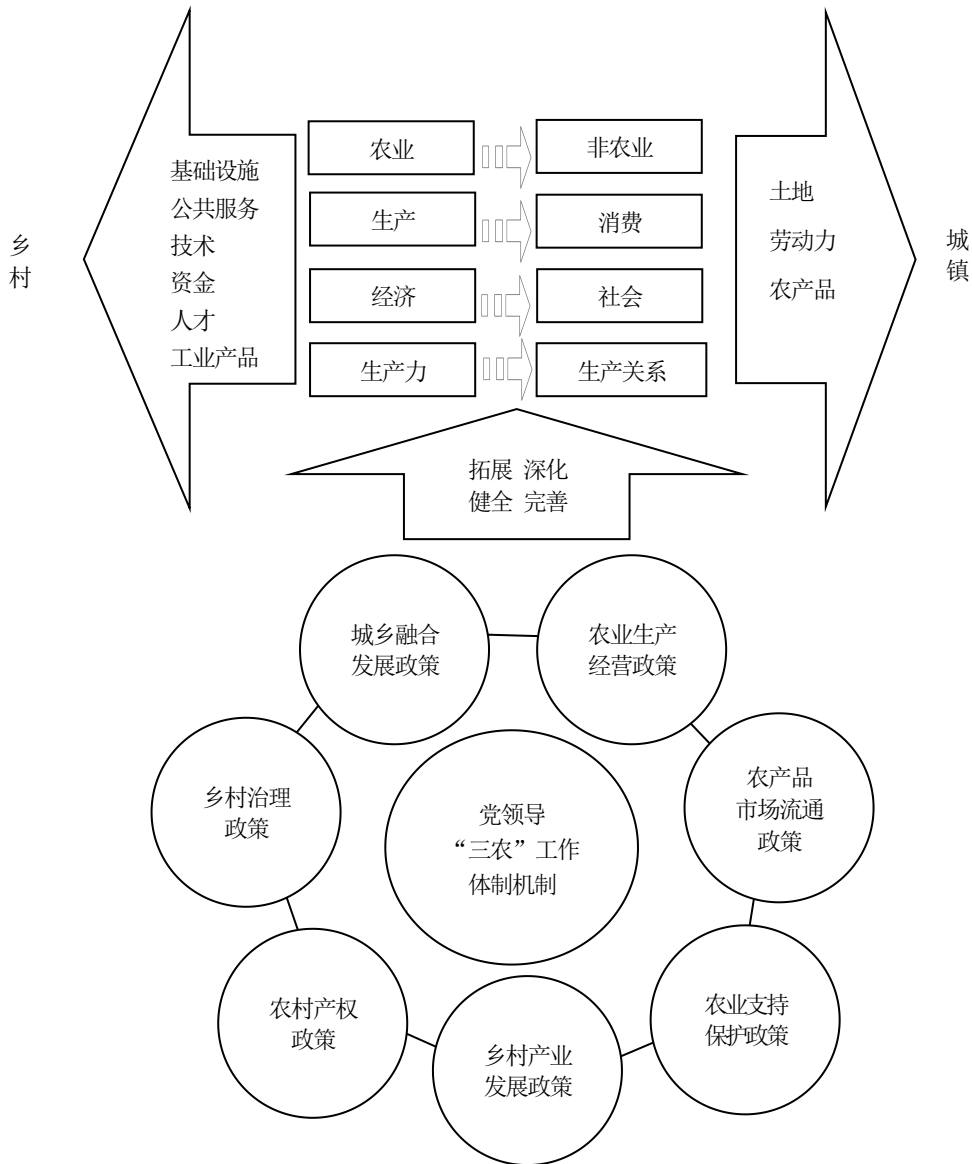 农业
非农业
基础设施
公共服务
技术
资金
人才
工业产品
生产
消费
土地
劳动力
农产品
乡
村
城
镇
经济
社会
生产力
生产关系
拓展 深化
健全 完善
城乡融合
发展政策
农业生产
经营政策
乡村治理
政策
党领导
“三农”工作
体制机制
农产品
市场流通
政策
农村产权
政策
乡村产业
发展政策
农业支持
保护政策